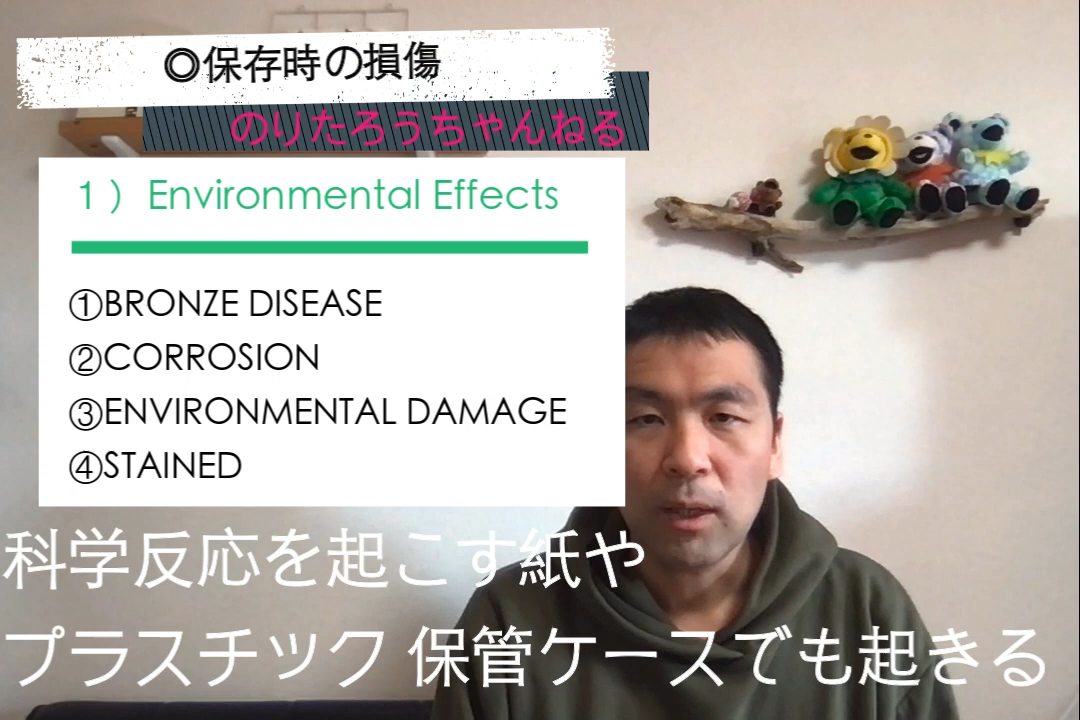 ◎保存時の損傷
のりたろうちゃんねる
1）Environmental Effects
①BRONZE DISEASE
②CORROSION
③ENVIRONMENTAL DAMAGE
④STAINED
科学反応を起こす紙や
プラスチック 保管ケースでも起きる